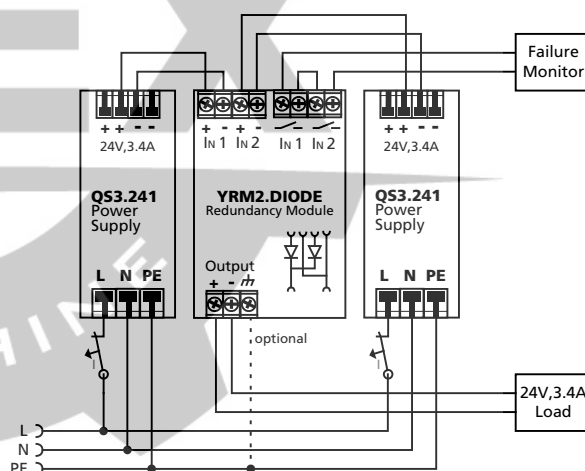 Failure
Monitor
+ + - -
24V,3.4A
QS3.241
Power
Supply
L N PE
+ - + -
IN 1 IN 2 IN 1 IN 2
YRM2.DIODE
Redundancy Module
Output
+ -
optional
+ + - -
24V,3.4A
QS3.241
Power
Supply
L N PE
I
I
24V,3.4A
Load
L
N
PE
HINE